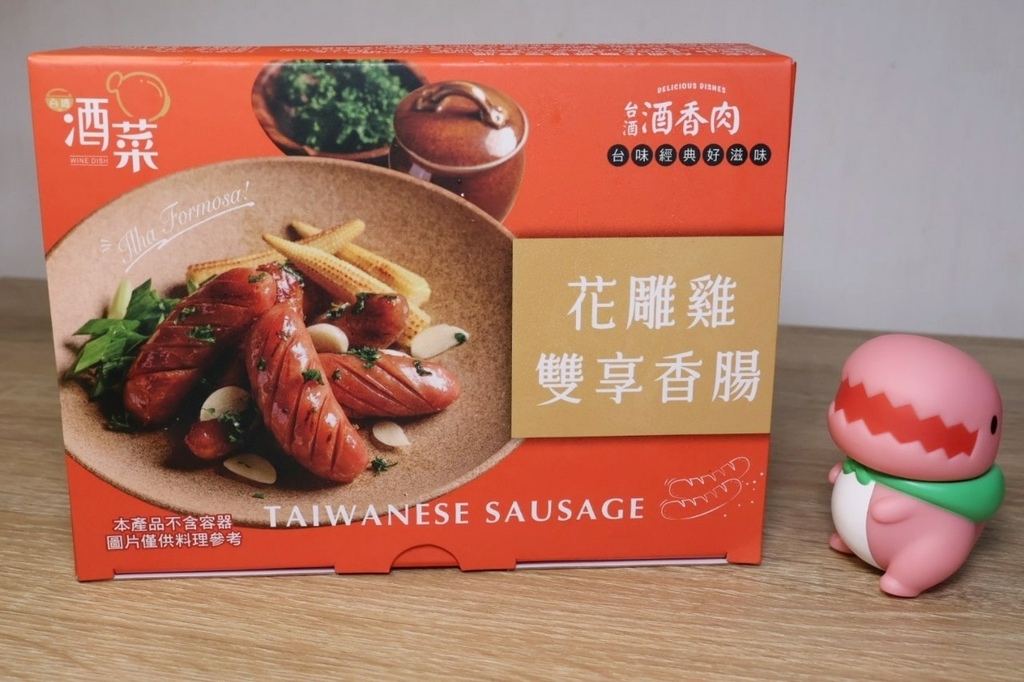 台酒
酒菜
WINE DISH
DELICIOUS DISHES
台酒 酒香肉
台味經典好滋味
Ilha Formosa!
花雕雞
雙享香腸
TAIWANESE SAUSAGE
本產品不含容器
圖片僅供料理參考